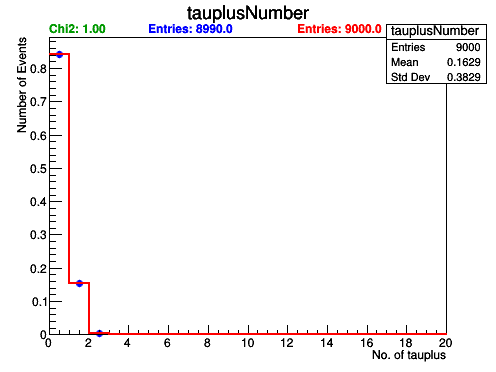 tauplusNumber
Chi2: 1.00 Entries: 8990.0 Entries: 9000.0
tauplusNumber
Entries 9000
Mean 0.1629
Std Dev 0.3829
Number of Events
0.8
0.7
0.6
0.5
0.4
0.3
0.2
0.1
0
0 2 4 6 8 10 12 14 16 18 20
No. of tauplus